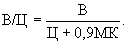 В/Ц = В / (Ц + 0,9МК).